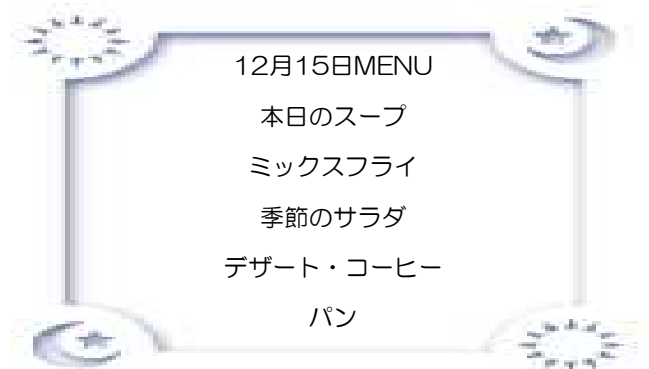 12月15日MENU
本日のスープ
ミックスフライ
季節のサラダ
デザート・コーヒー
パン